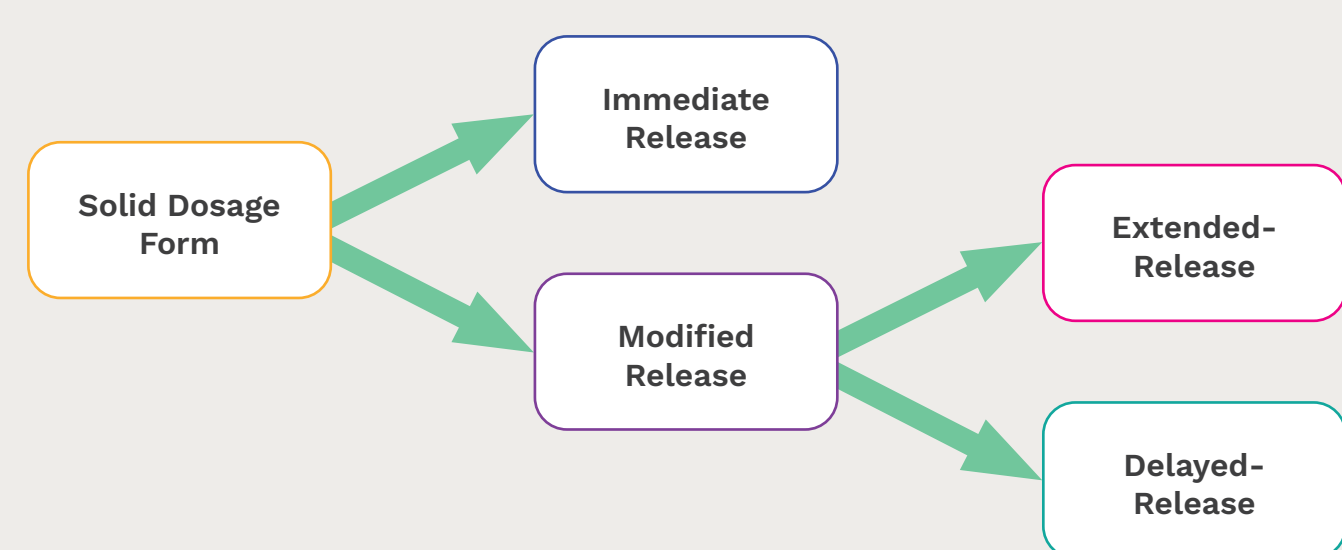 Solid Dosage
Form
Immediate
Release
Modified
Release
Extended-
Release
Delayed-
Release